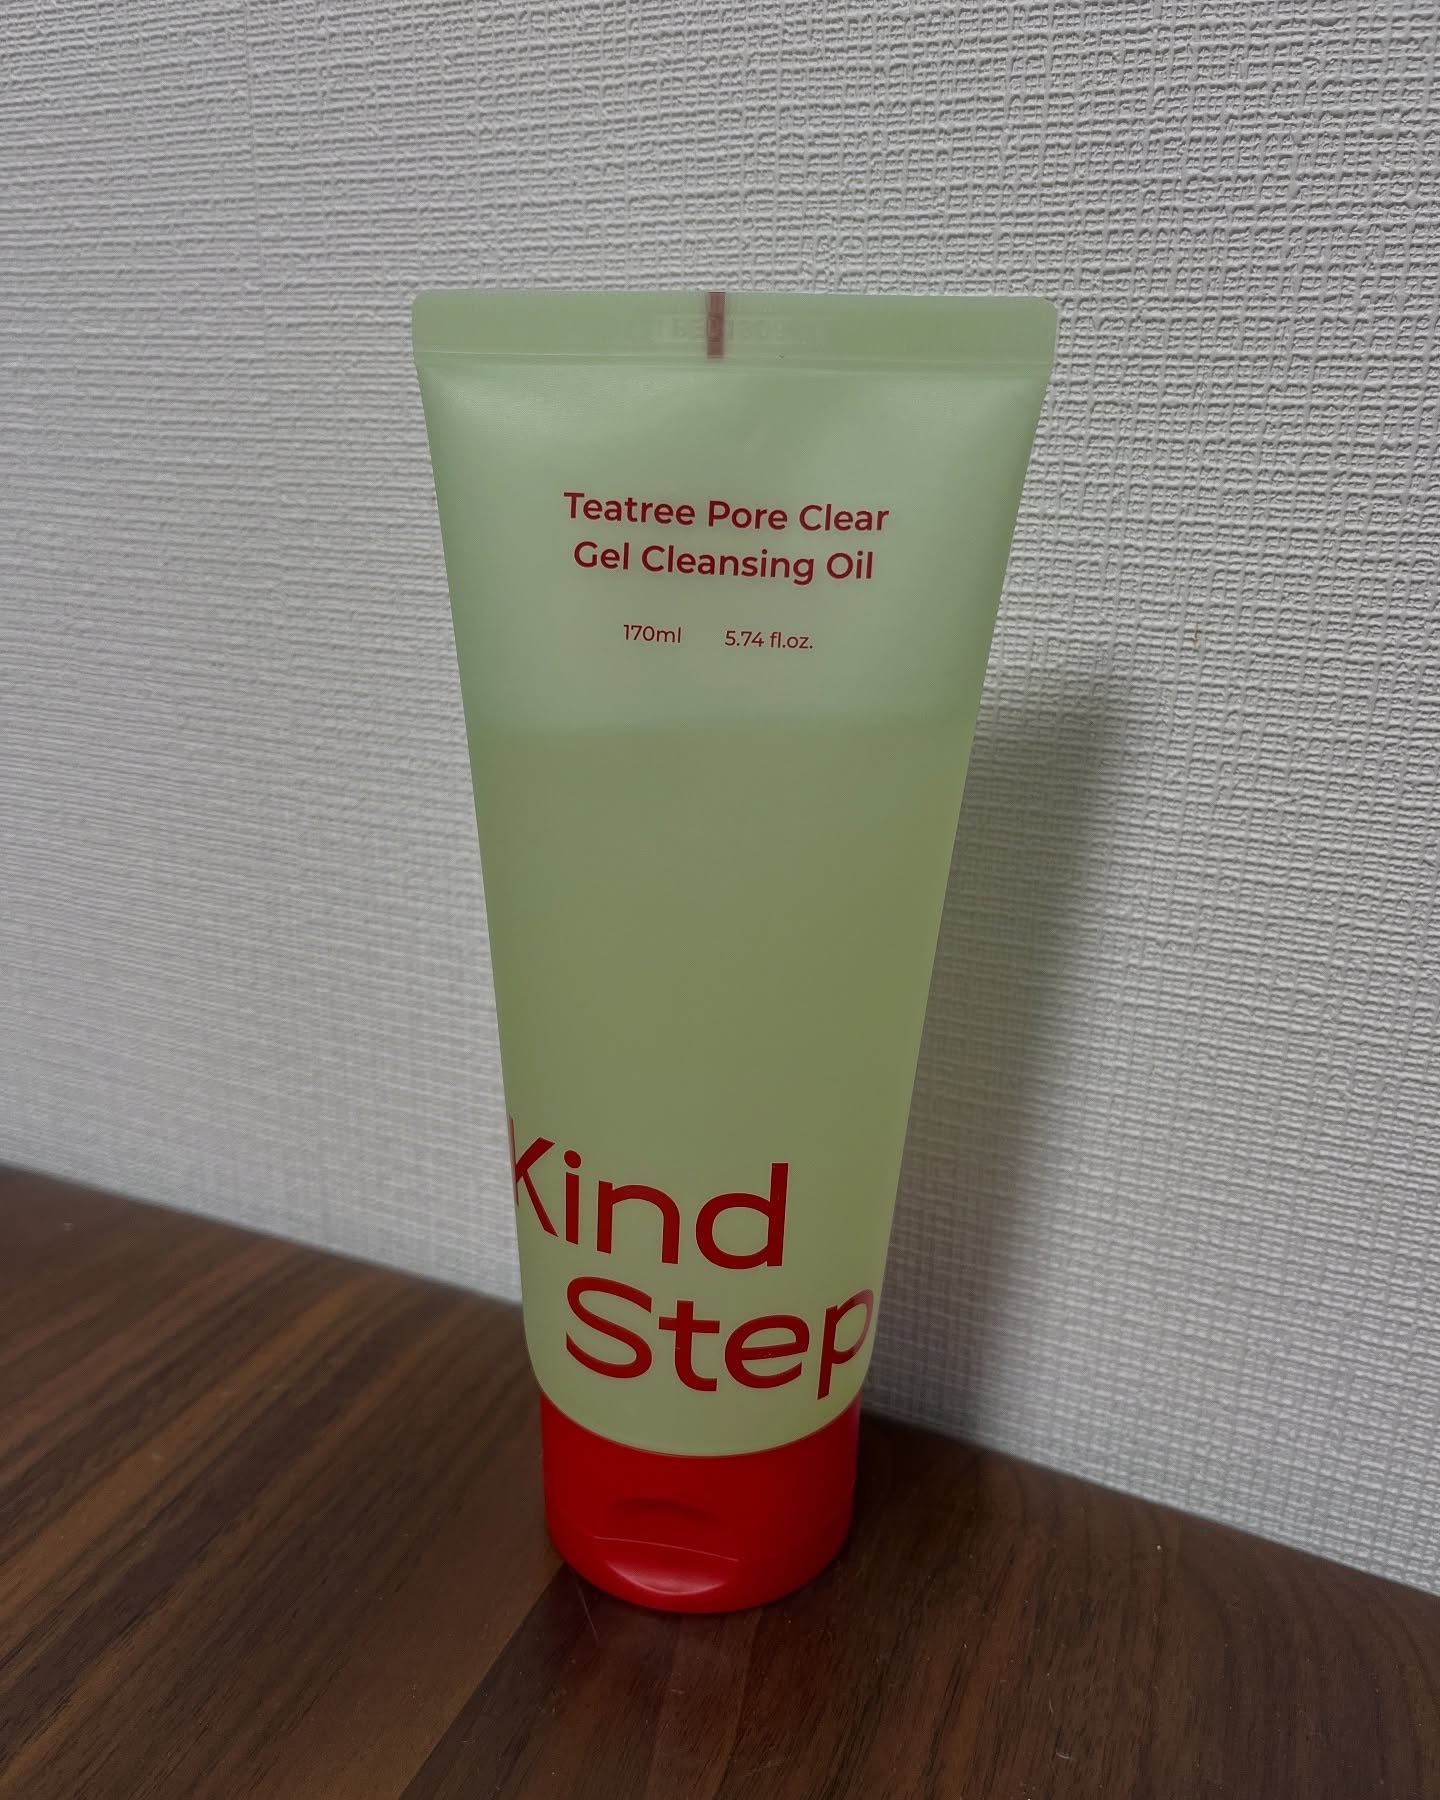 Teatree Pore Clear
Gel Cleansing Oil
170ml 5.74 fl.oz.
Kind
Step